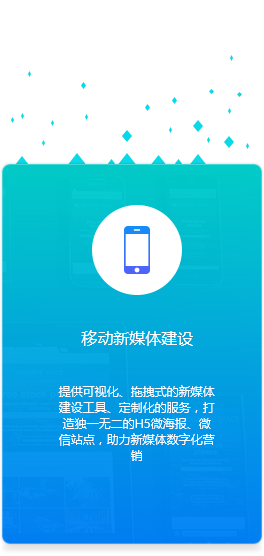 移动新媒体建设
提供可视化、拖拽式的新媒体
建设工具、定制化的服务，打
造独一无二的H5微海报、微
信站点，助力新媒体数字化营
销